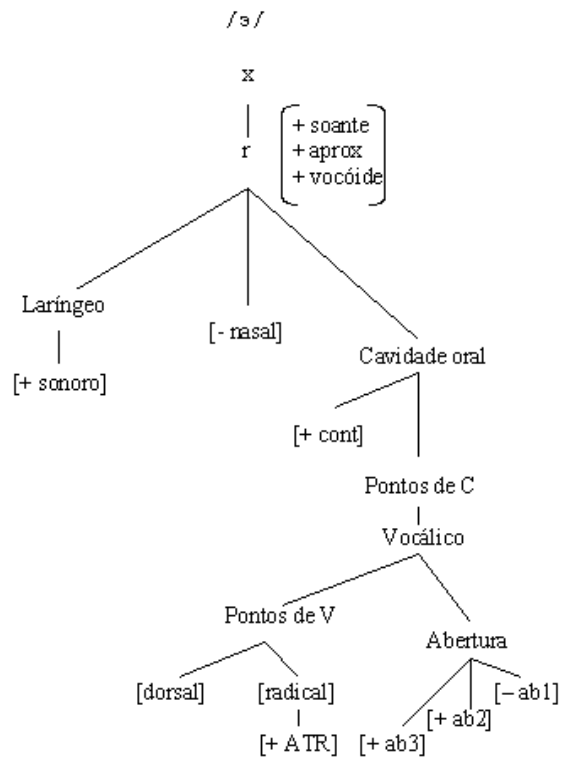 /ɘ/
x
r
+ soante
+ aprox
+ vocóide
Laríngeo
[+ sonoro]
[- nasal]
Cavidade oral
[+ cont]
Pontos de C
Vocálico
Pontos de V
Abertura
[dorsal]
[radical]
[+ ATR]
[+ ab3]
[+ ab2]
[– ab1]